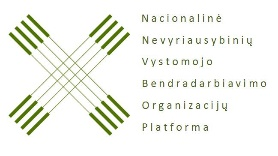 Nacionalinė
Nevyriausybinių
Vystomojo
Bendradarbiavimo
Organizacijų
Platforma